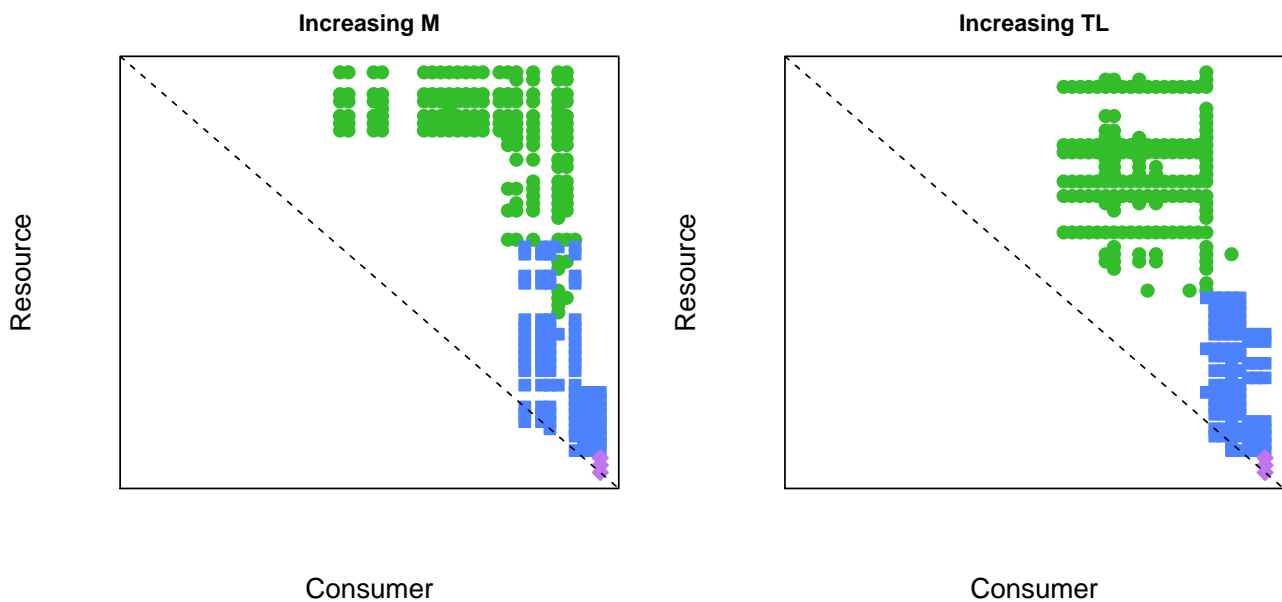 Increasing M
Resource
Consumer
Increasing TL
Resource
Consumer